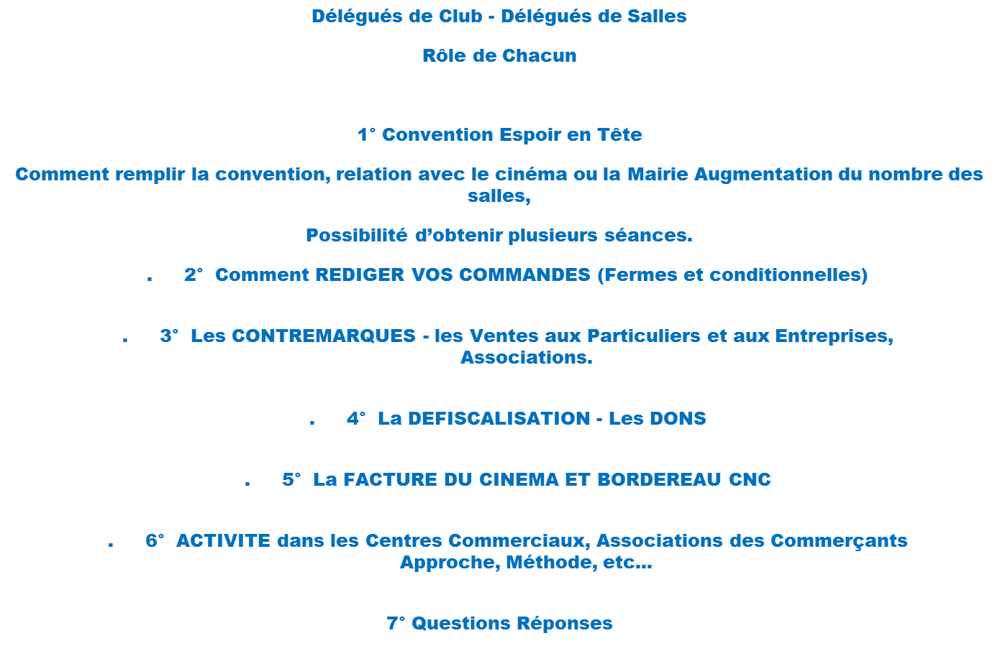 Délégués de Club - Délégués de Salles
Rôle de Chacun
1° Convention Espoir en Tête
Comment remplir la convention, relation avec le cinéma ou la Mairie Augmentation du nombre des
salles,
Possibilité d’obtenir plusieurs séances.
. 2° Comment REDIGER VOS COMMANDES (Fermes et conditionnelles)
. 3° Les CONTREMARQUES - les Ventes aux Particuliers et aux Entreprises,
Associations.
. 4° La DEFISCALISATION - Les DONS
. 5° La FACTURE DU CINEMA ET BORDEREAU CNC
. 6° ACTIVITE dans les Centres Commerciaux, Associations des Commerçants
Approche, Méthode, etc…
7° Questions Réponses